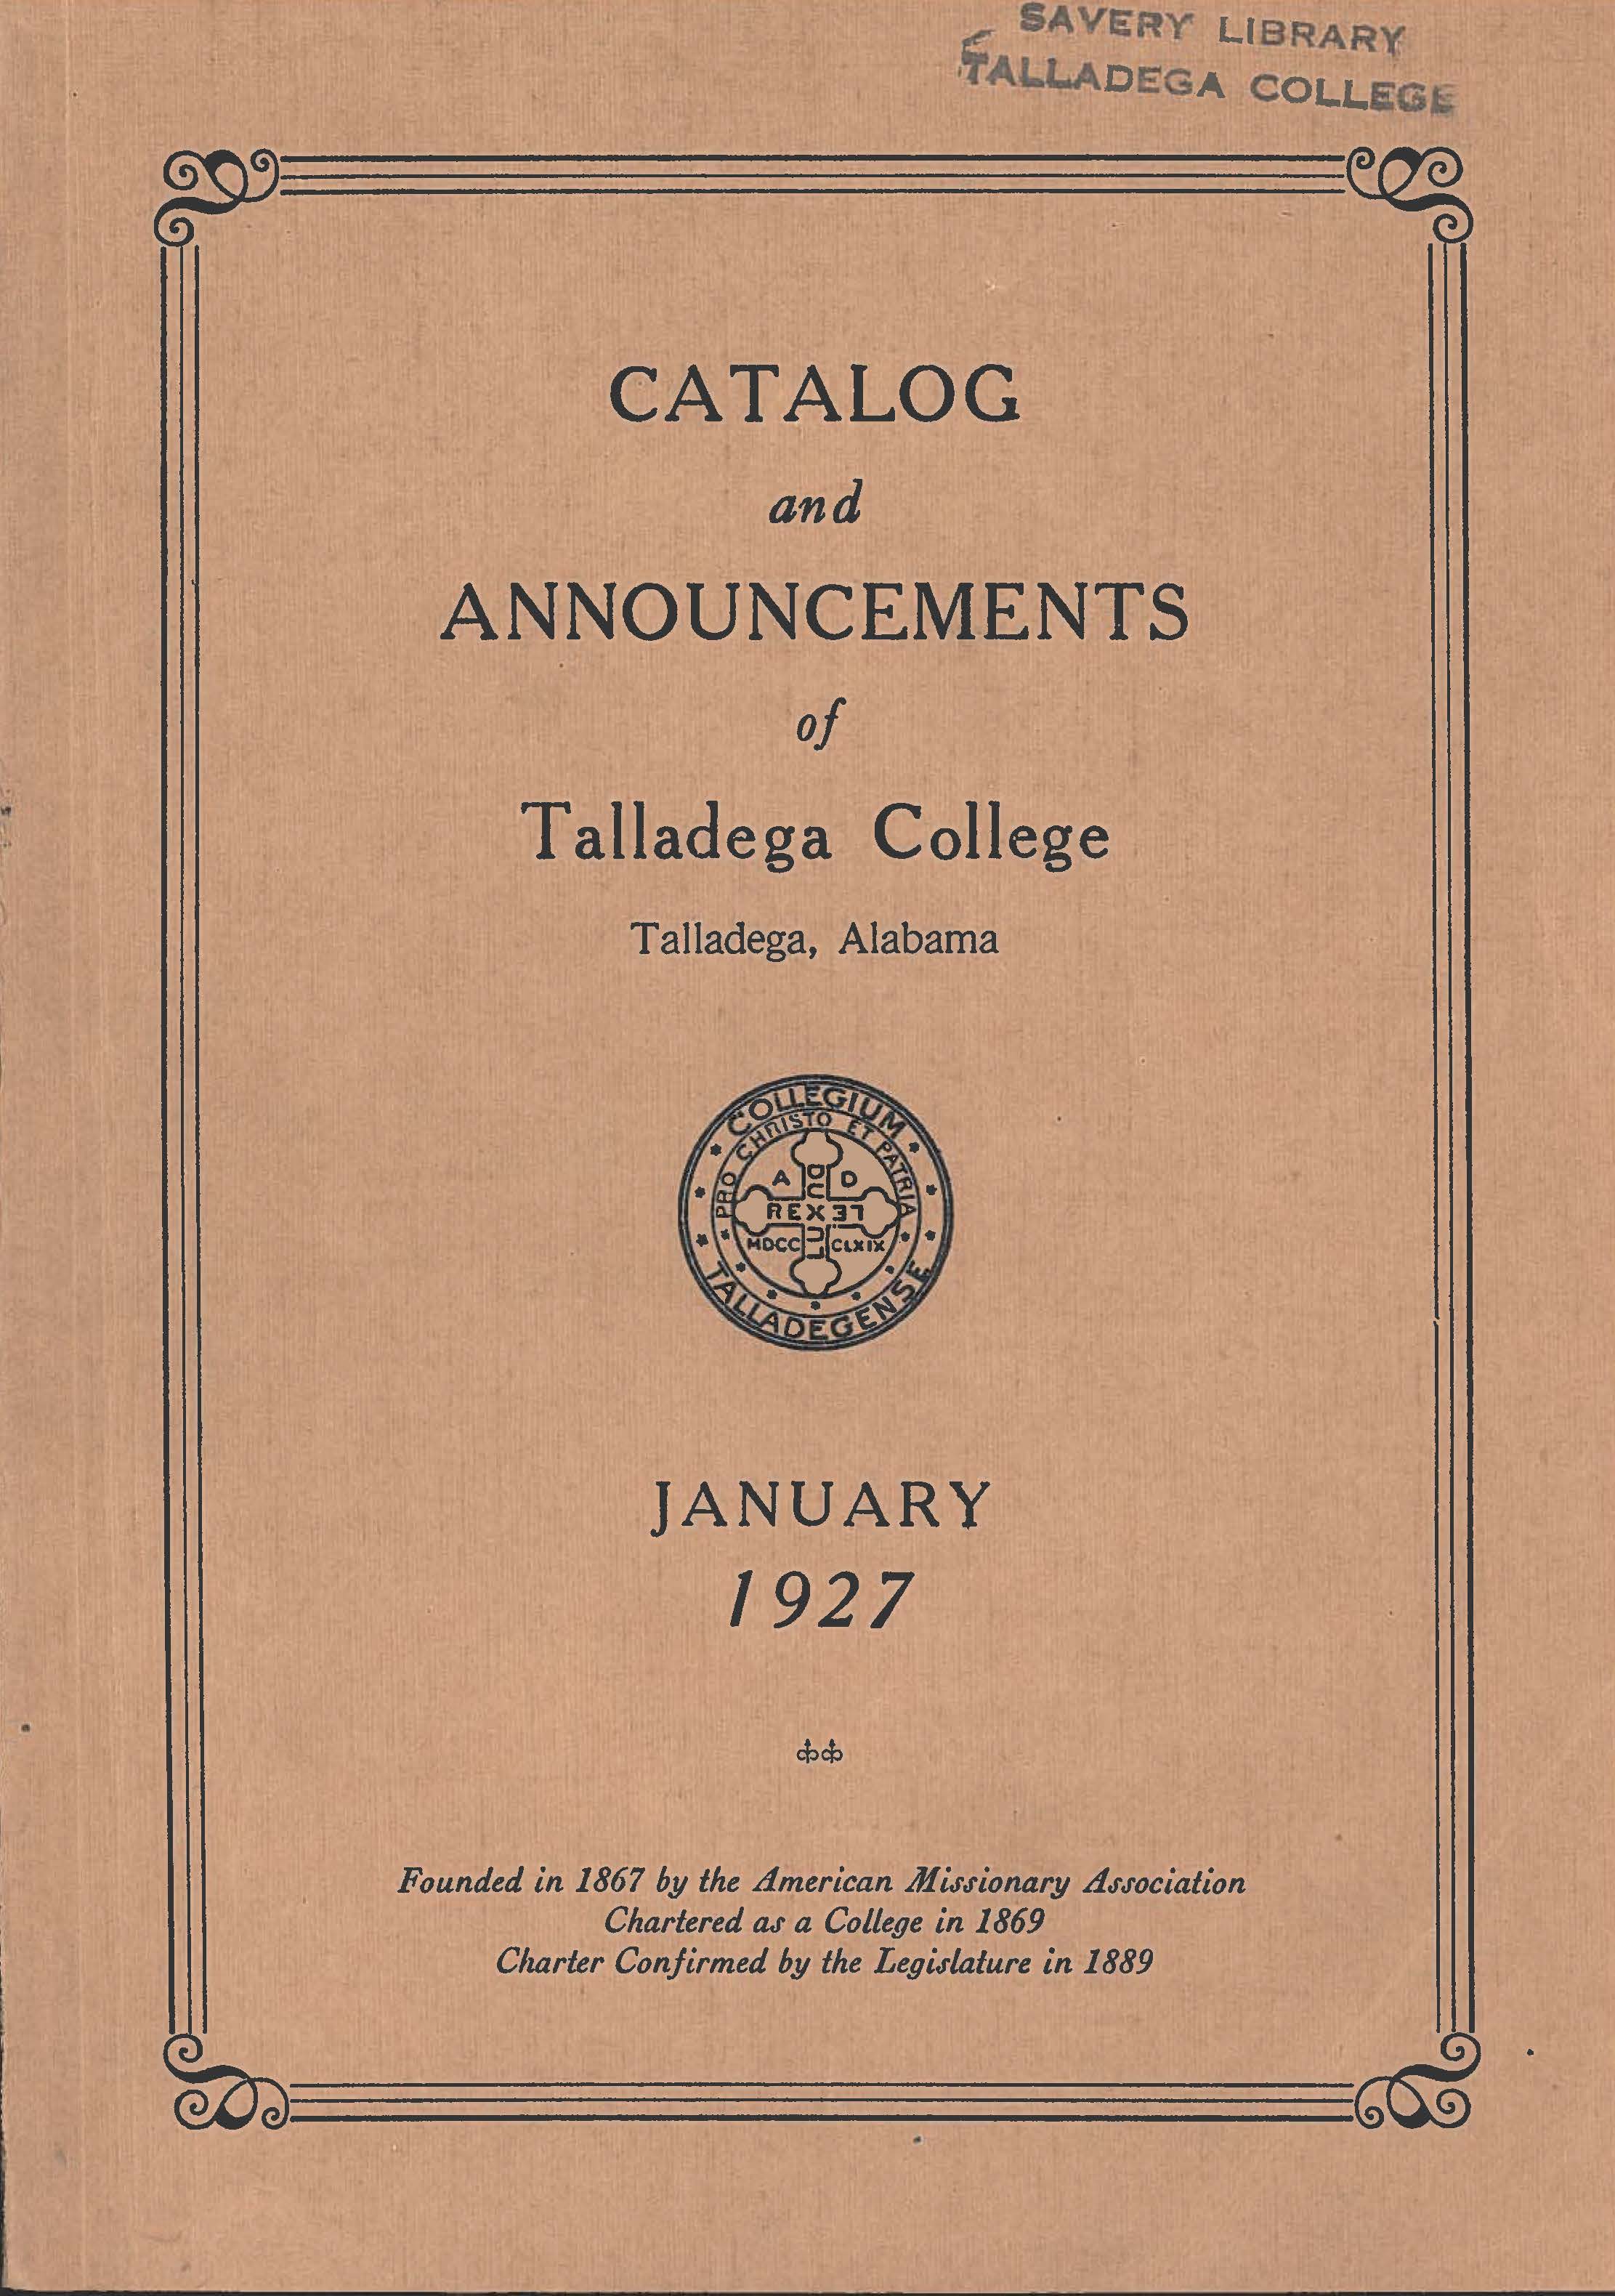 SAVERY LIBRARY
TALLADEGA COLLEGE
CATALOG
and
ANNOUNCEMENTS
of
Talladega College
Talladega, Alabama
COLLEGIUM
PRO CHRISTO ET PATRIA
A D
REX
MDCCCLXIX
TALLADEGENSE
JANUARY
1927
Founded in 1867 by the American Missionary Association
Chartered as a College in 1869
Charter Confirmed by the Legislature in 1889